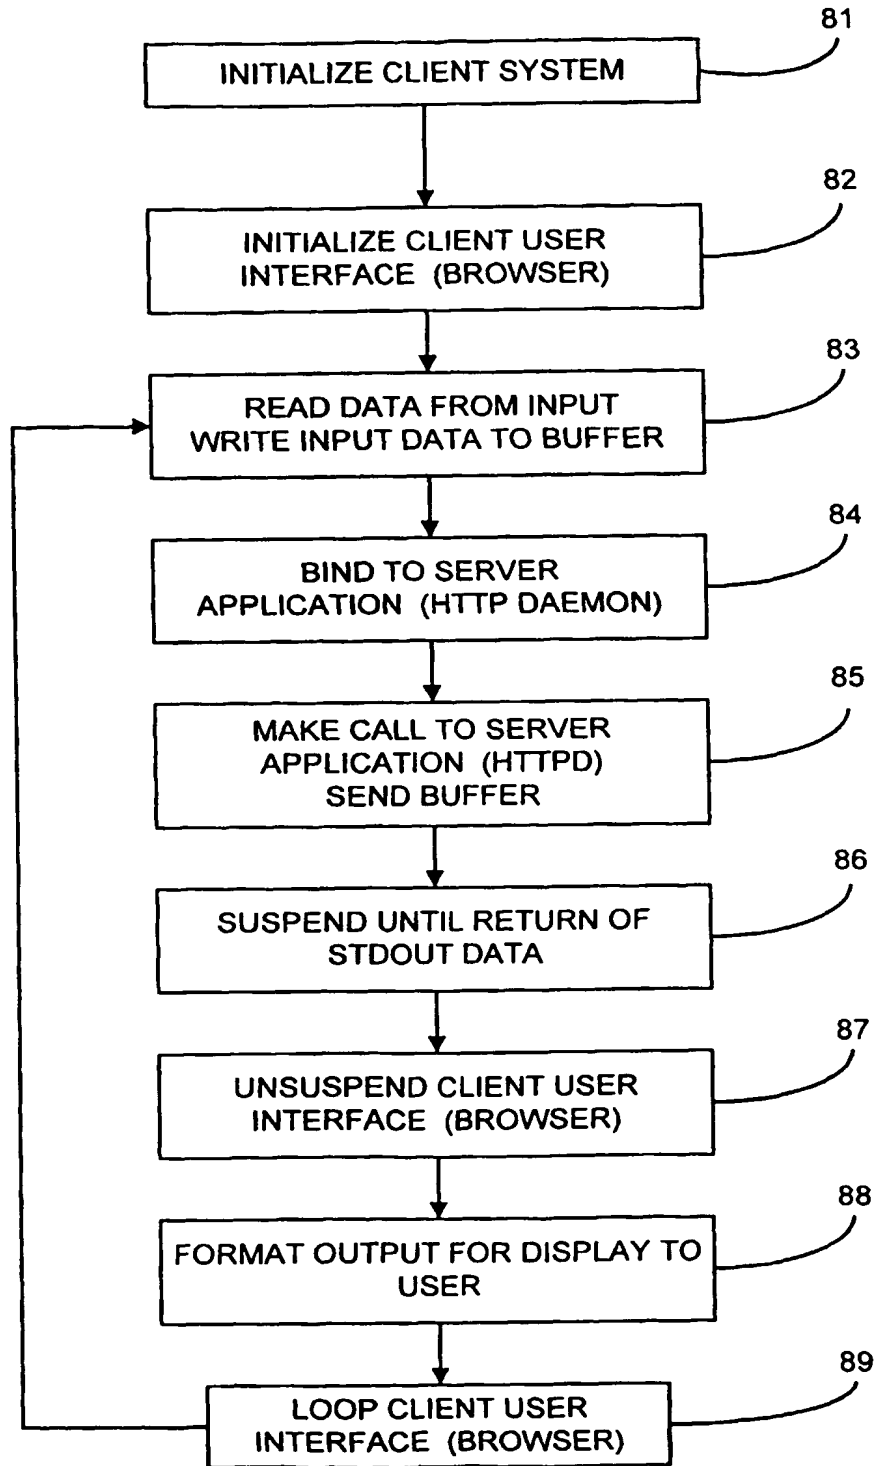 81
INITIALIZE CLIENT SYSTEM
82
INITIALIZE CLIENT USER
INTERFACE (BROWSER)
83
READ DATA FROM INPUT
WRITE INPUT DATA TO BUFFER
84
BIND TO SERVER
APPLICATION (HTTP DAEMON)
85
MAKE CALL TO SERVER
APPLICATION (HTTPD)
SEND BUFFER
86
SUSPEND UNTIL RETURN OF
STDOUT DATA
87
UNSUSPEND CLIENT USER
INTERFACE (BROWSER)
88
FORMAT OUTPUT FOR DISPLAY TO
USER
89
LOOP CLIENT USER
INTERFACE (BROWSER)